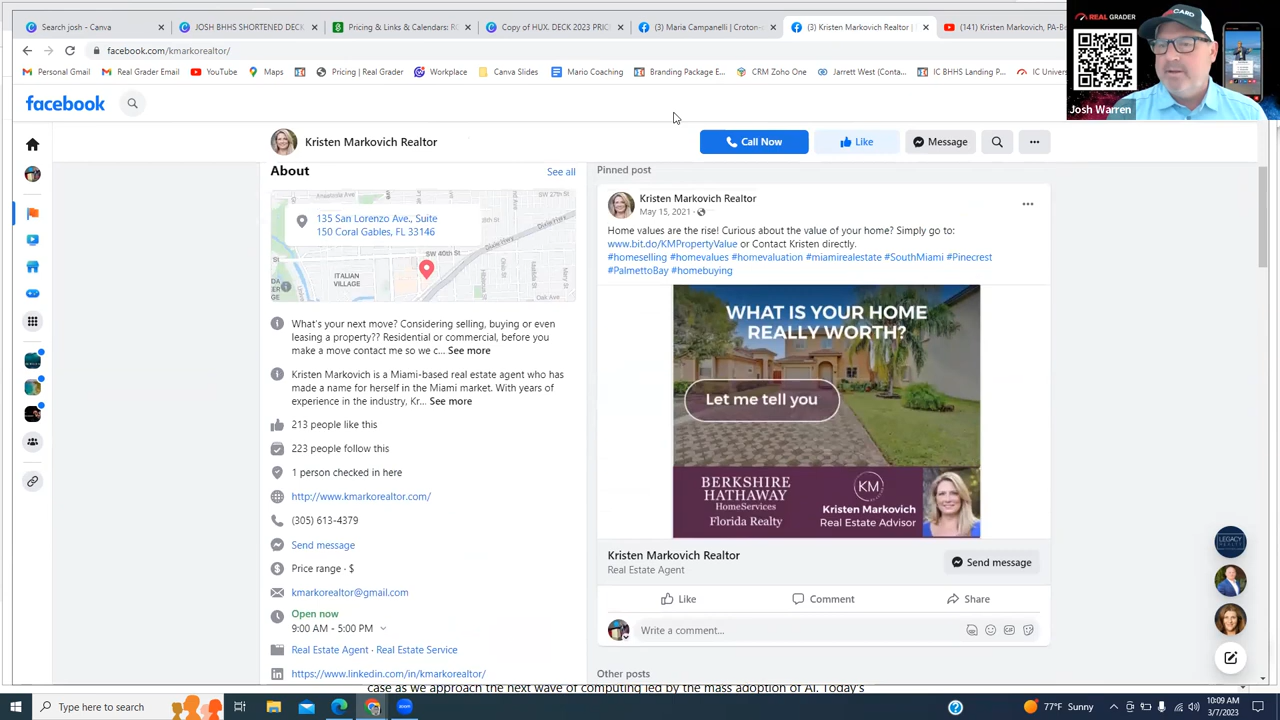 Search josh - Canva
JOSH BHS SHORTENED DECK
Pricing & Link Calendars: RG
Copy of HUX. DECK 2023 PRIC
(3) Maria Campanelli | Croton-
(3) Kristen Markovich Realtor |
(141) Kristen Markovich, PA-Bo
facebook.com/kmarkorealtor/
Personal Gmail
Real Grader Email
YouTube
Maps
Pricing | Real Grader
Workplace
Canva Slides
Mario Coaching
Branding Package E...
CRM Zoho One
Jarrett West (Conta...
IC BHHS Landing P...
IC Univers
REAL GRADER
CARD
Josh Warren
facebook
Kristen Markovich Realtor
Call Now
Like
Message
About
See all
SW 27th St
135 San Lorenzo Ave., Suite
150 Coral Gables, FL 33146
SW 40th St
ITALIAN
VILLAGE
What's your next move? Considering selling, buying or even
leasing a property?? Residential or commercial, before you
make a move contact me so we c... See more
Kristen Markovich is a Miami-based real estate agent who has
made a name for herself in the Miami market. With years of
experience in the industry, Kr... See more
213 people like this
223 people follow this
1 person checked in here
http://www.kmarkorealtor.com/
(305) 613-4379
Send message
Price range · $
kmarkorealtor@gmail.com
Open now
9:00 AM - 5:00 PM
Real Estate Agent · Real Estate Service
https://www.linkedin.com/in/kmarkorealtor/
Pinned post
Kristen Markovich Realtor
May 15, 2021 ·
Home values are the rise! Curious about the value of your home? Simply go to:
www.bit.do/KMPropertyValue or Contact Kristen directly.
#homeselling #homevalues #homevaluation #miamirealestate #SouthMiami #Pinecrest
#PalmettoBay #homebuying
WHAT IS YOUR HOME
REALLY WORTH?
Let me tell you
BERKSHIRE
HATHAWAY
HomeServices
Florida Realty
KM
Kristen Markovich
Real Estate Advisor
Kristen Markovich Realtor
Real Estate Agent
Send message
Like
Comment
Share
Write a comment...
Other posts
LEGACY
case as we approach the next wave of computing led by the mass adoption of AI. Today's
Type here to search
77°F Sunny
10:09 AM
3/7/2023